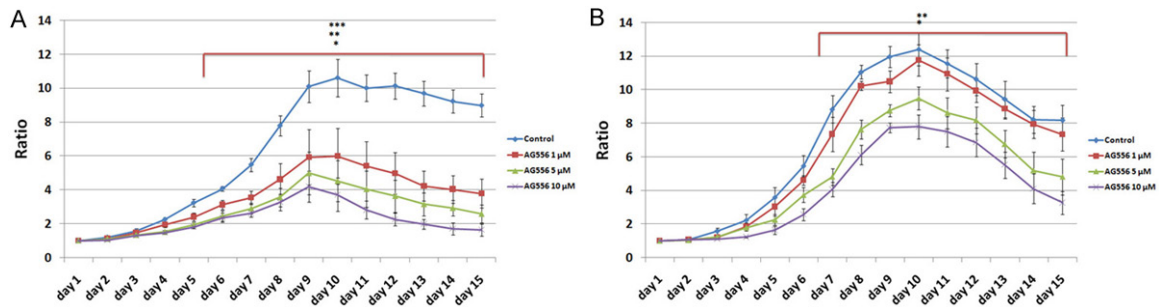 A
14
12
10
8
6
4
2
0
Ratio
***
**
*
day 1
day 2
day 3
day 4
day 5
day 6
day 7
day 8
day 9
day 10
day 11
day 12
day 13
day 14
day 15
Control
AG556 1 µM
AG556 5 µM
AG556 10 µM
B
14
12
10
8
6
4
2
0
Ratio
**
*
day 1
day 2
day 3
day 4
day 5
day 6
day 7
day 8
day 9
day 10
day 11
day 12
day 13
day 14
day 15
Control
AG556 1 µM
AG556 5 µM
AG556 10 µM